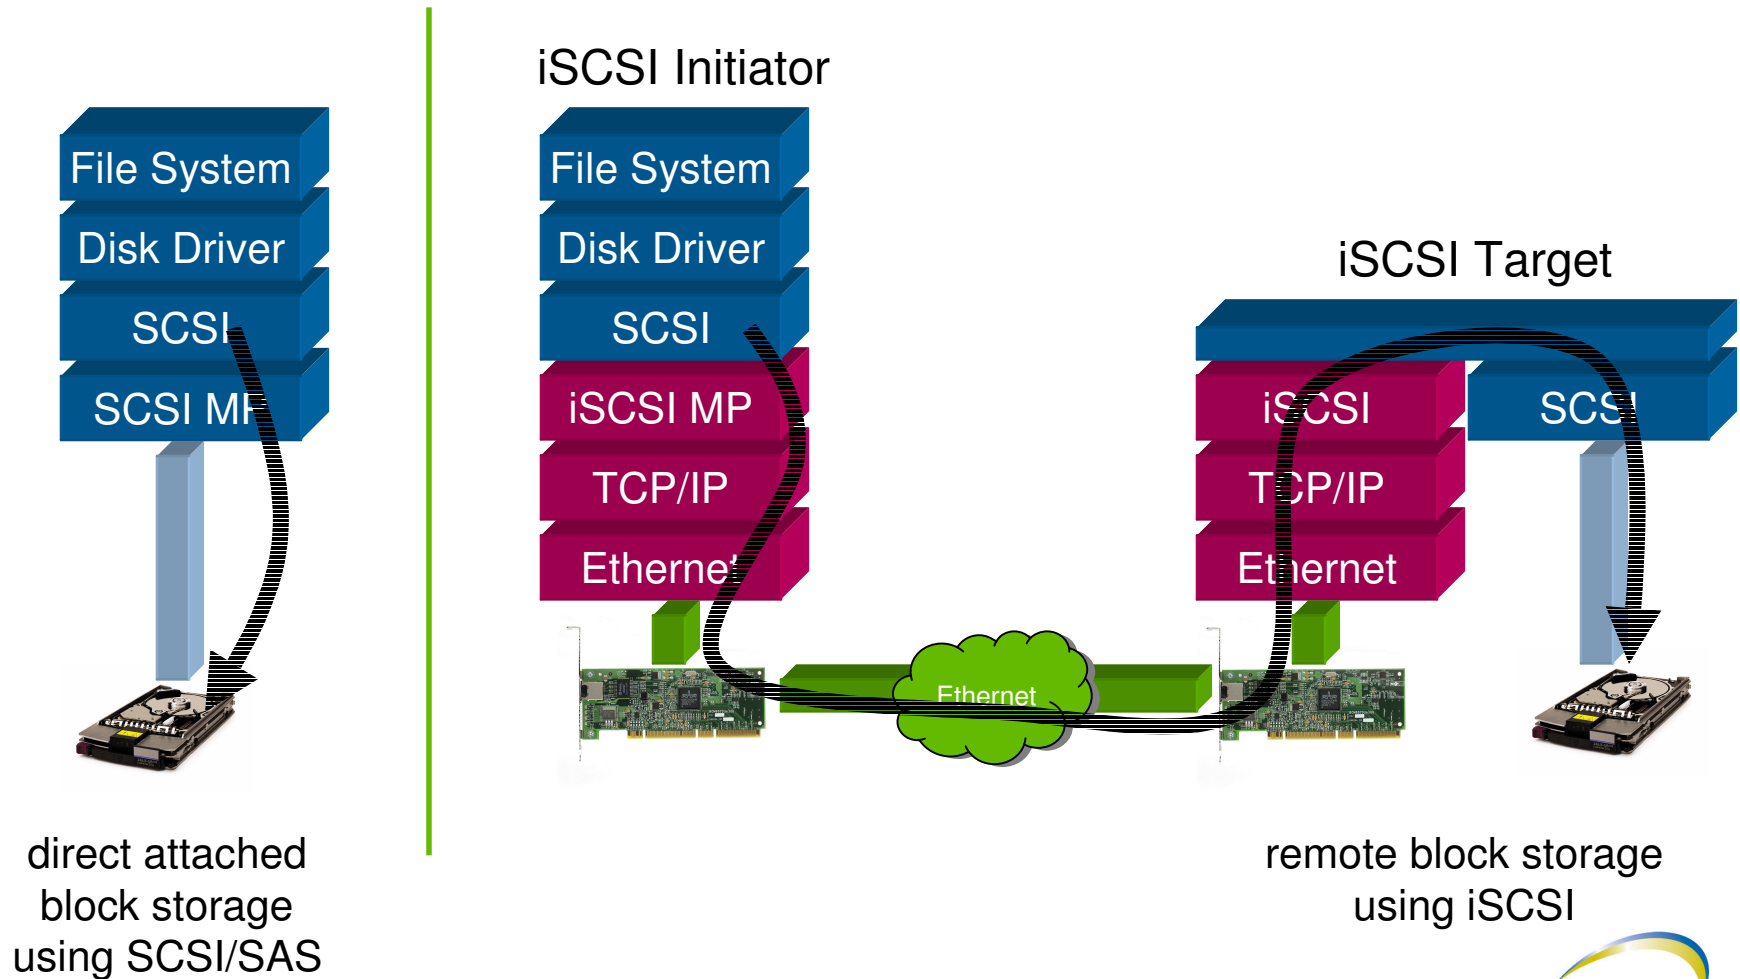 iSCSI Initiator
File System
Disk Driver
SCSI
SCSI MP
direct attached
block storage
using SCSI/SAS
File System
Disk Driver
SCSI
iSCSI MP
TCP/IP
Ethernet
Ethernet
iSCSI Target
iSCSI
SCSI
TCP/IP
Ethernet
remote block storage
using iSCSI